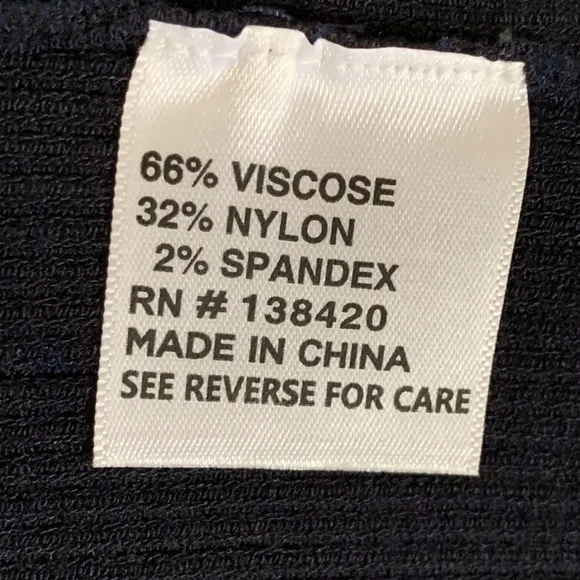 66% VISCOSE
32% NYLON
2% SPANDEX
RN # 138420
MADE IN CHINA
SEE REVERSE FOR CARE